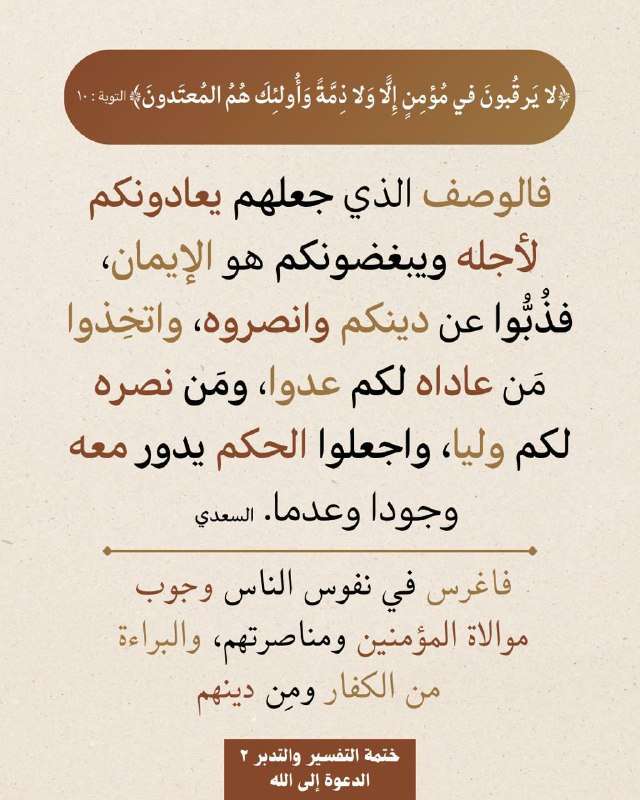 ﴿لا يَرقُبونَ في مُؤمِنٍ إِلًّا وَلا ذِمَّةً وَأُولئِكَ هُمُ المُعتَدونَ﴾ التوبة : ١٠
فالوصف الذي جعلهم يعادونكم
لأجله ويبغضونكم هو الإيمان،
فذُبُّوا عن دينكم وانصروه، واتخِذوا
مَن عاداه لكم عدوا، ومَن نصره
لكم وليا، واجعلوا الحكم يدور معه
وجودا وعدما. السعدي
فاغرس في نفوس الناس وجوب
موالاة المؤمنين ومناصرتهم، والبراءة
من الكفار ومِن دينهم
ختمة التفسير والتدبر ٢
الدعوة إلى الله